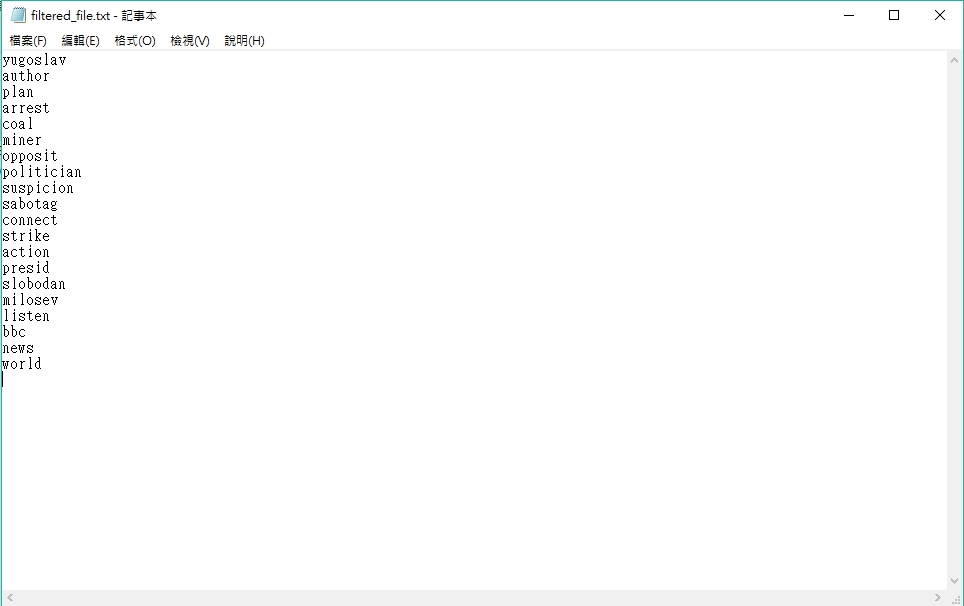 filtered_file.txt - 記事本
檔案(F) 編輯(E) 格式(O) 檢視(V) 說明(H)
yugoslav
author
plan
arrest
coal
miner
opposit
politician
suspicion
sabotag
connect
strike
action
presid
slobodan
milosev
listen
bbc
news
world